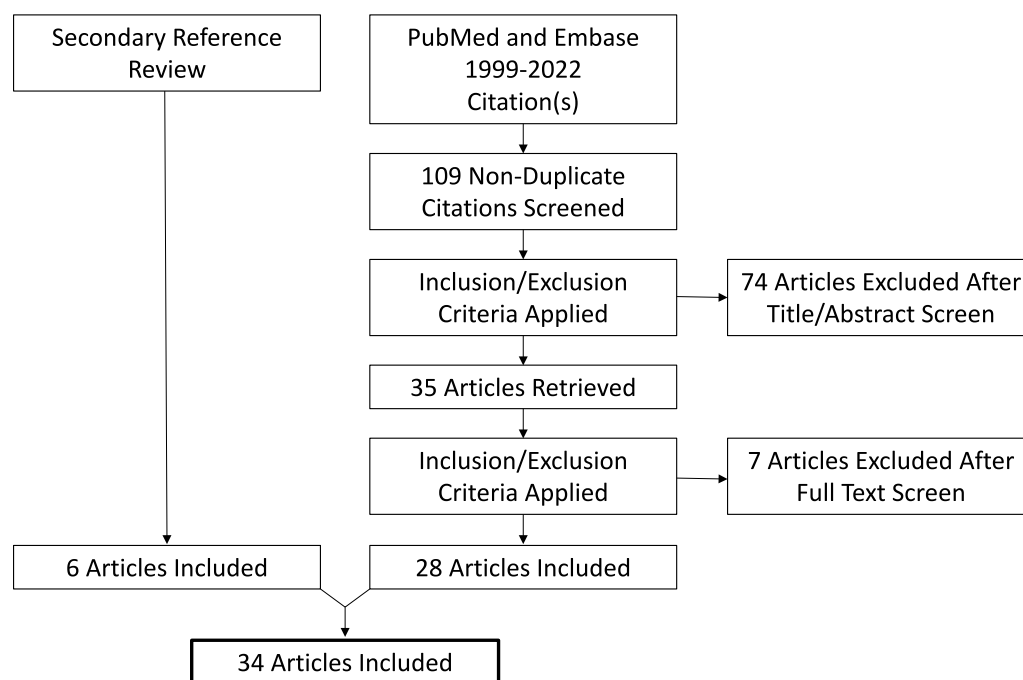 Secondary Reference
Review
PubMed and Embase
1999-2022
Citation(s)
109 Non-Duplicate
Citations Screened
Inclusion/Exclusion
Criteria Applied
74 Articles Excluded After
Title/Abstract Screen
35 Articles Retrieved
Inclusion/Exclusion
Criteria Applied
7 Articles Excluded After
Full Text Screen
6 Articles Included
28 Articles Included
34 Articles Included